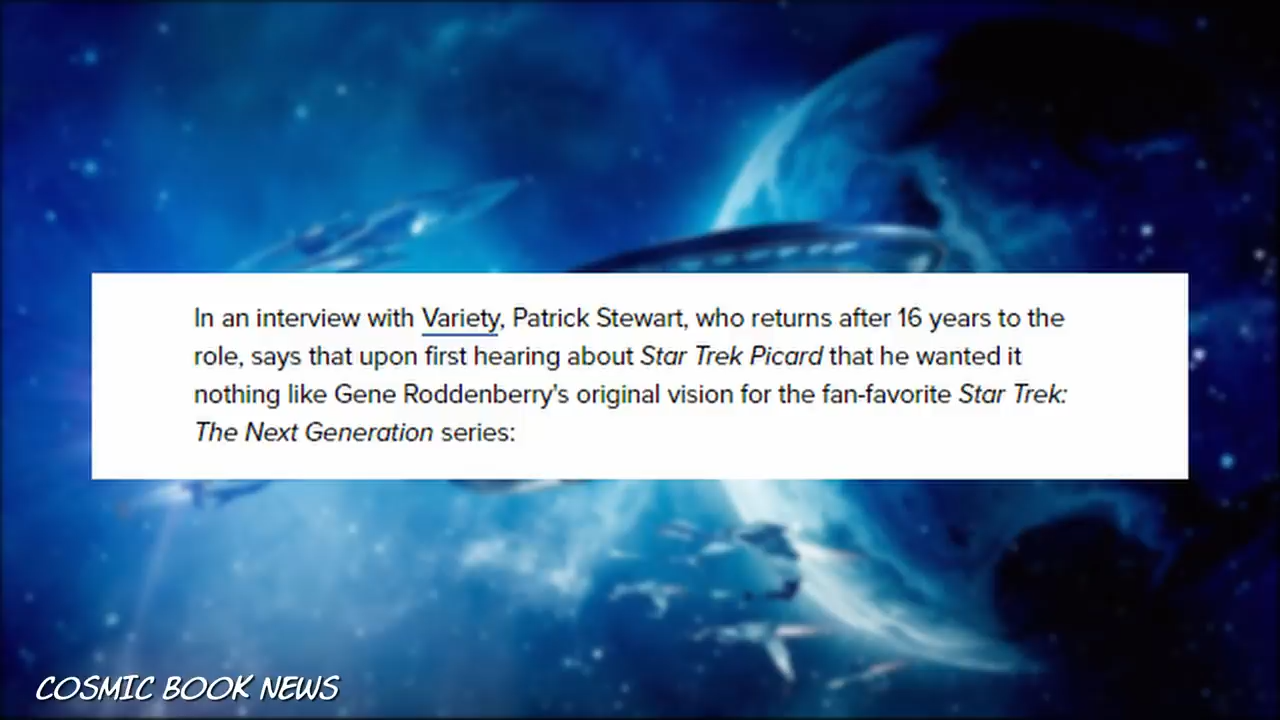 In an interview with Variety, Patrick Stewart, who returns after 16 years to the
role, says that upon first hearing about Star Trek Picard that he wanted it
nothing like Gene Roddenberry's original vision for the fan-favorite Star Trek:
The Next Generation series:
COSMIC BOOK NEWS